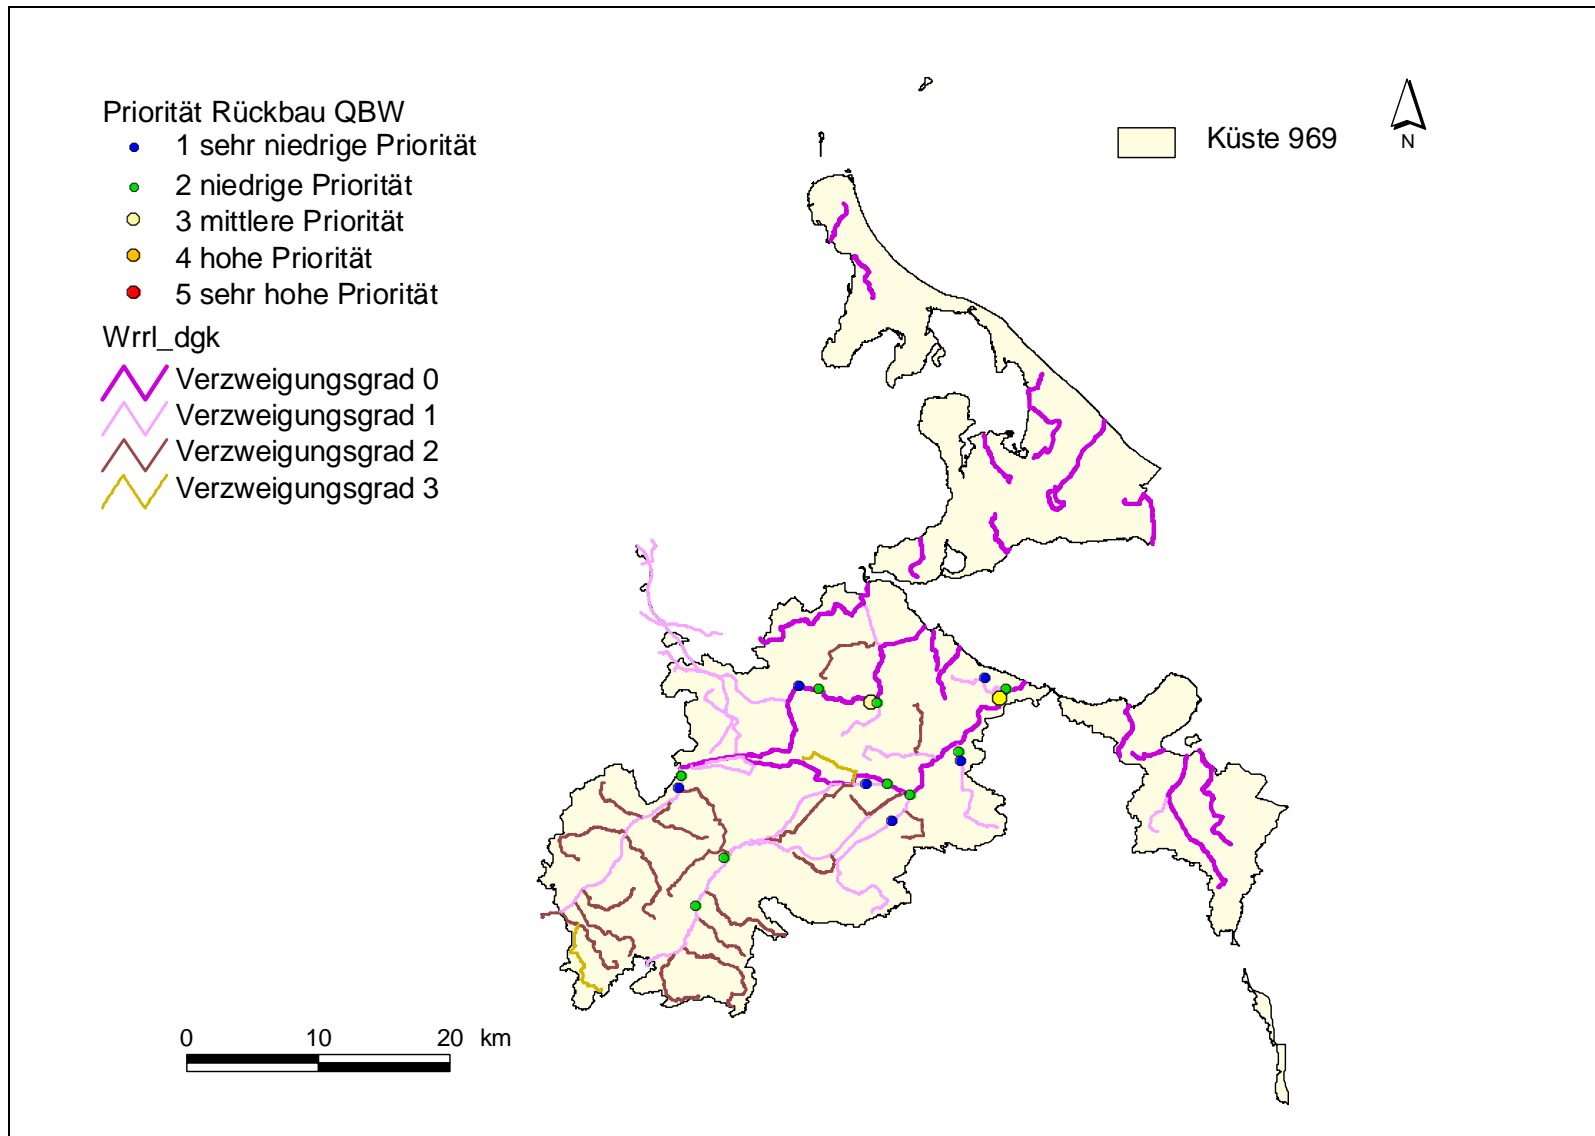 Priorität Rückbau QBW
1 sehr niedrige Priorität
2 niedrige Priorität
3 mittlere Priorität
4 hohe Priorität
5 sehr hohe Priorität
Wrrl_dgk
Verzweigungsgrad 0
Verzweigungsgrad 1
Verzweigungsgrad 2
Verzweigungsgrad 3
Küste 969
N
0 10 20 km